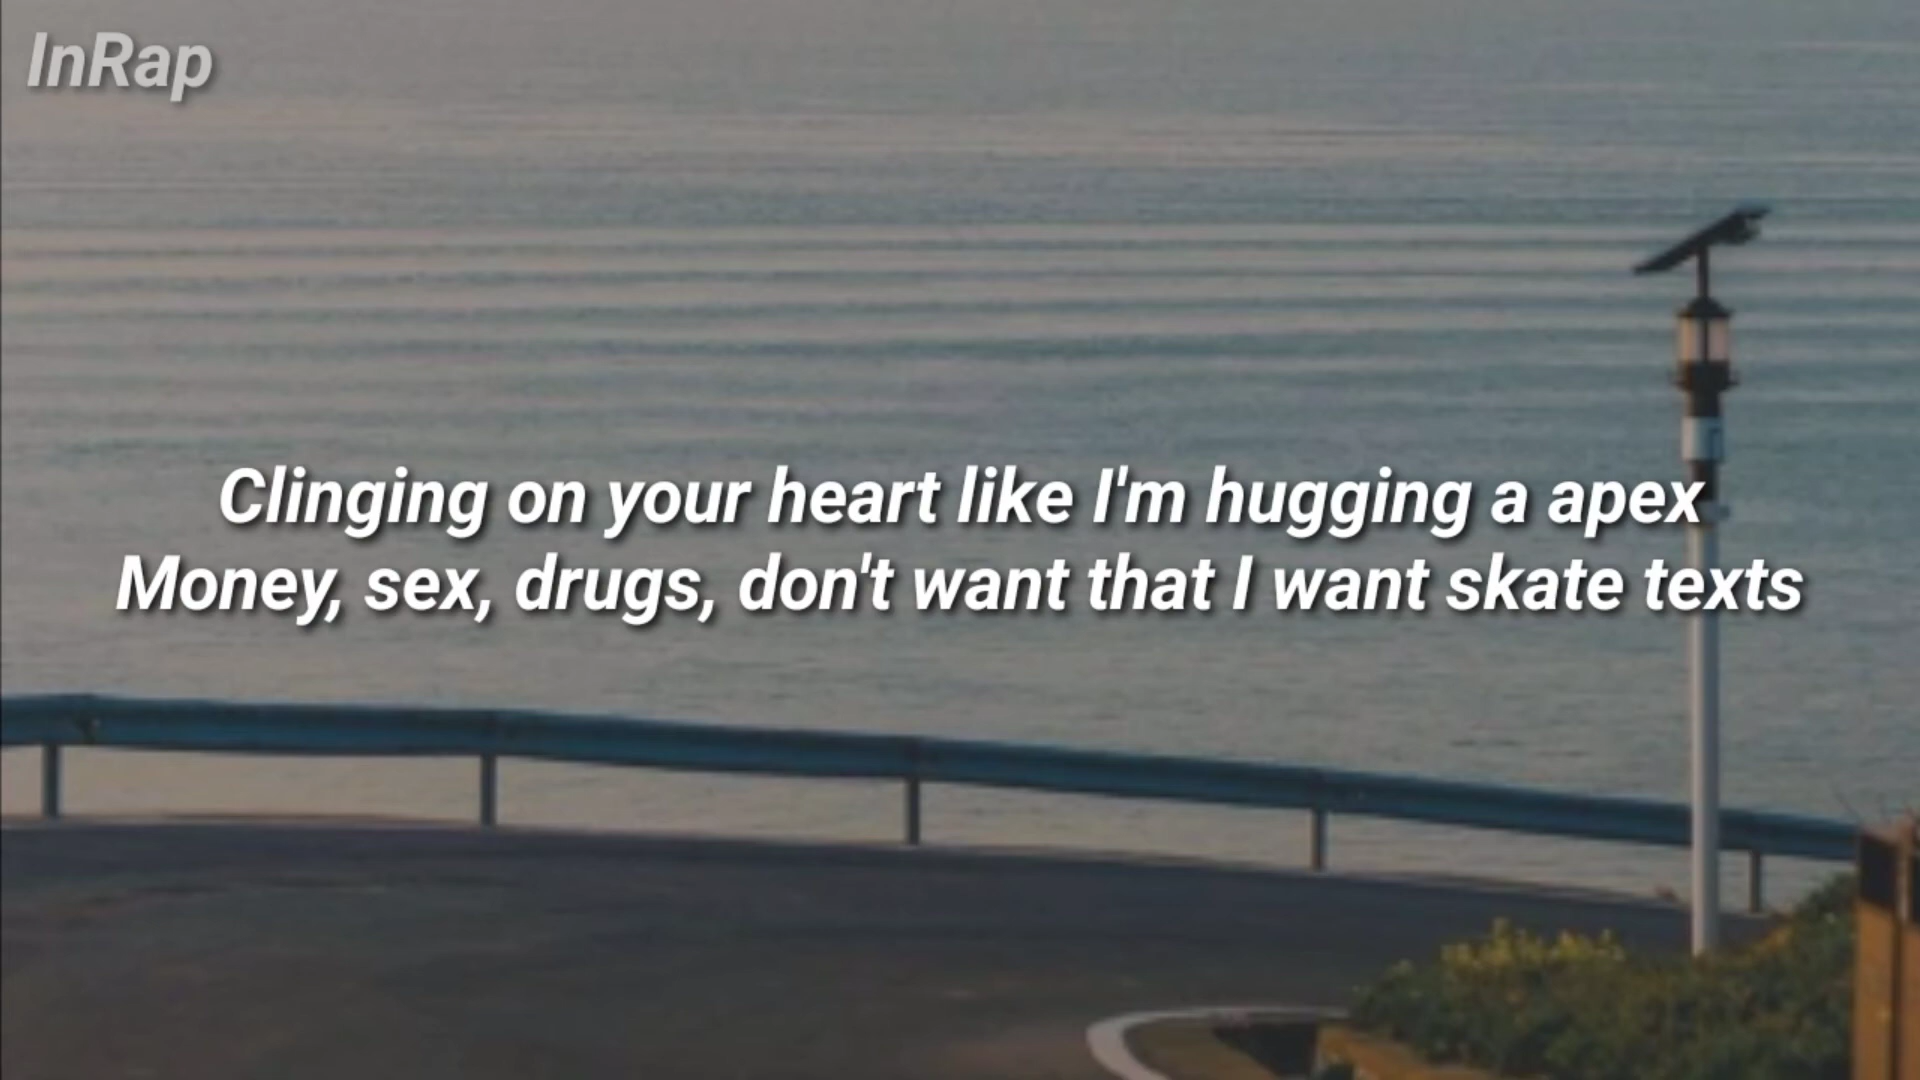 InRap
Clinging on your heart like I'm hugging a apex
Money, sex, drugs, don't want that I want skate texts